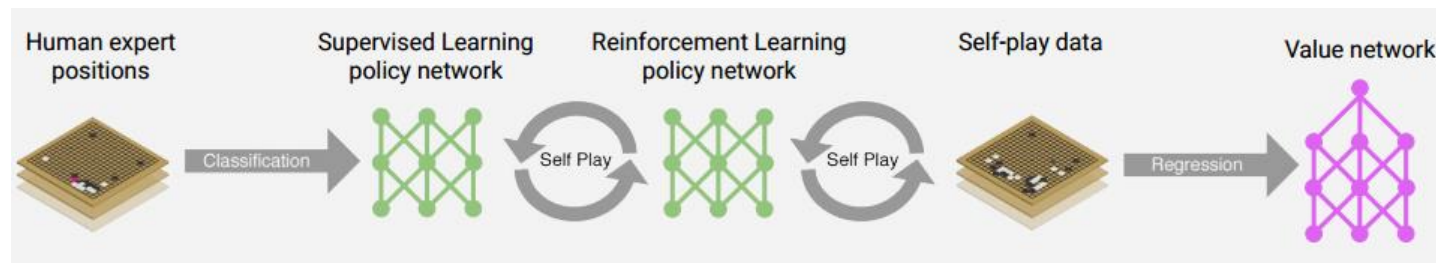 Human expert
positions
Supervised Learning
policy network
Reinforcement Learning
policy network
Self-play data
Value network
Classification
Self Play
Self Play
Regression